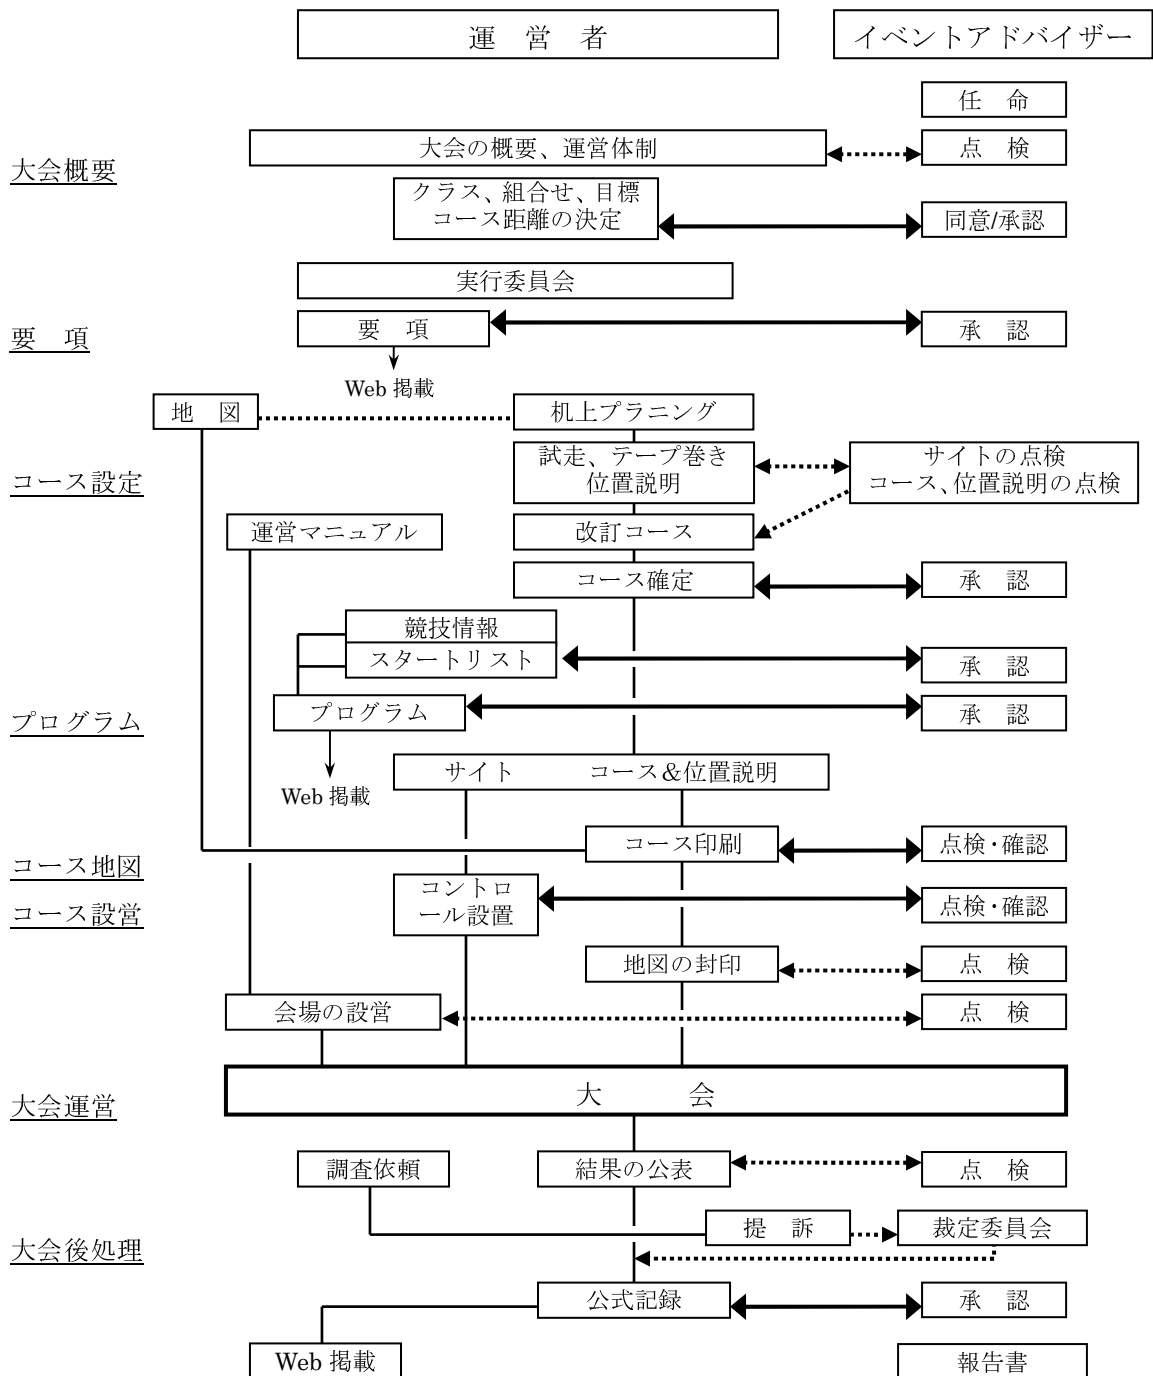 運　営　者
イベントアドバイザー
任　命
大会の概要、運営体制
点　検
大会概要
クラス、組合せ、目標
コース距離の決定
同意/承認
実行委員会
要　項
要　項
承　認
Web 掲載
地　図
机上プラニング
試走、テープ巻き
位置説明
サイトの点検
コース、位置説明の点検
コース設定
運営マニュアル
改訂コース
コース確定
承　認
競技情報
スタートリスト
承　認
プログラム
プログラム
承　認
サイト　　　コース&位置説明
Web 掲載
コース印刷
点検・確認
コース地図
コントロ
ール設置
点検・確認
コース設営
地図の封印
点　検
会場の設営
点　検
大会運営
大　　　会
調査依頼
結果の公表
点　検
提　訴
裁定委員会
大会後処理
公式記録
承　認
Web 掲載
報告書